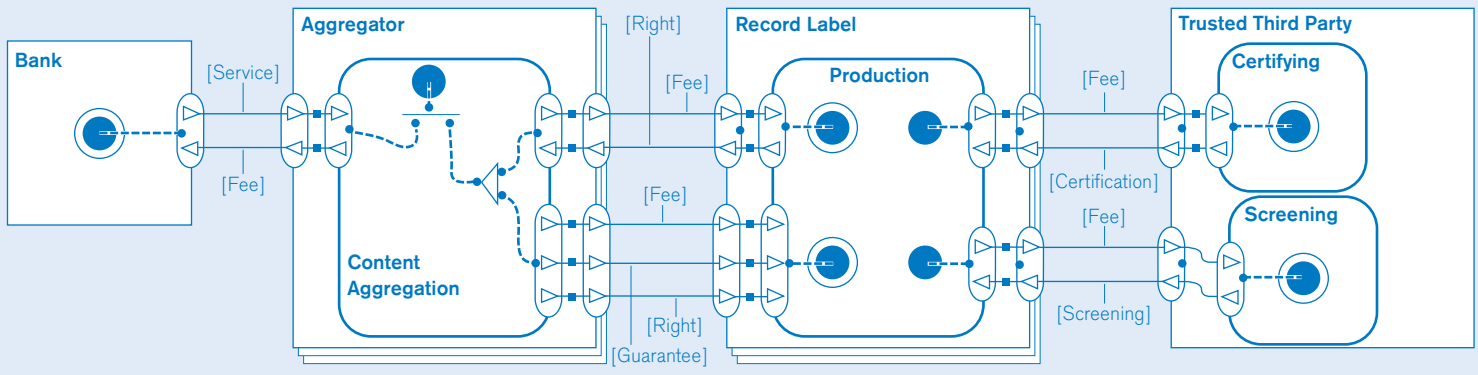 Bank
[Service]
[Fee]
Aggregator
Content
Aggregation
[Right]
[Fee]
[Fee]
[Right]
[Guarantee]
Record Label
Production
[Fee]
[Certification]
[Fee]
[Screening]
Trusted Third Party
Certifying
Screening